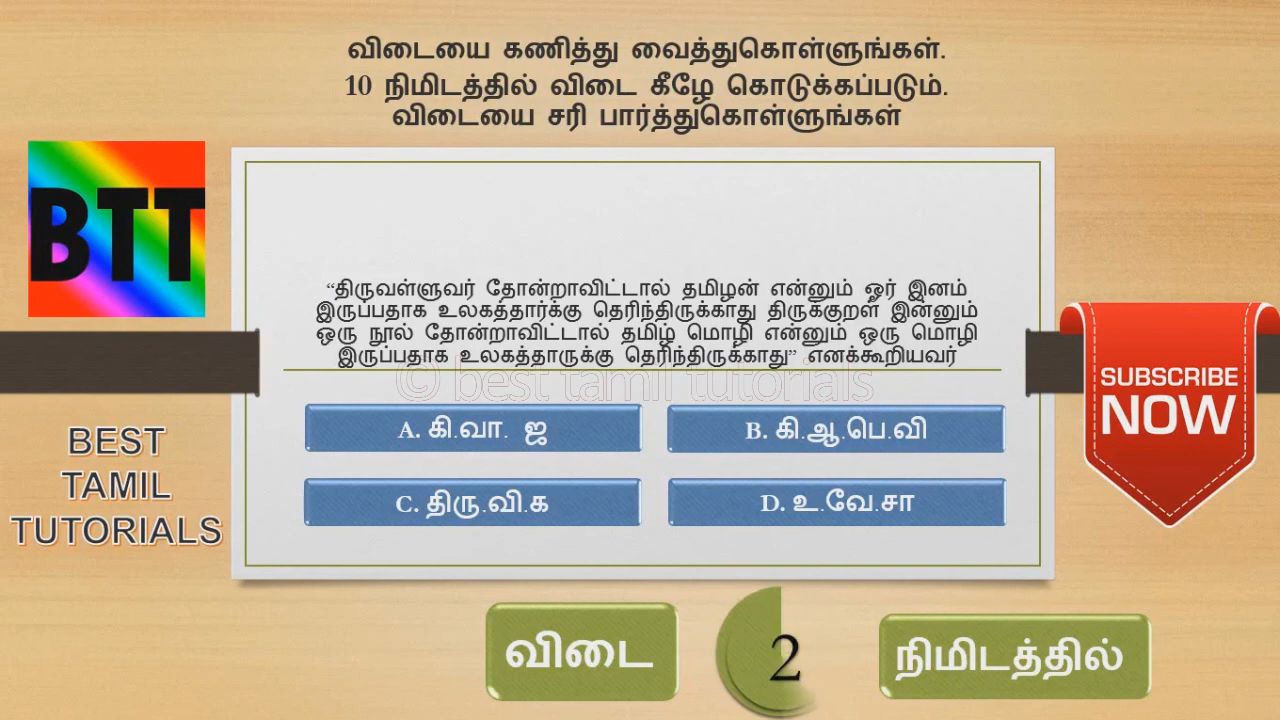 விடையை கணித்து வைத்துகொள்ளுங்கள்.
10 நிமிடத்தில் விடை கீழே கொடுக்கப்படும்.
விடையை சரி பார்த்துகொள்ளுங்கள்
BTT
“திருவள்ளுவர் தோன்றாவிட்டால் தமிழன் என்னும் ஓர் இனம்
இருப்பதாக உலகத்தார்க்கு தெரிந்திருக்காது திருக்குறள் இன்னும்
ஒரு நூல் தோன்றாவிட்டால் தமிழ் மொழி என்னும் ஒரு மொழி
இருப்பதாக உலகத்தாருக்கு தெரிந்திருக்காது” எனக்கூறியவர்
© best tamil tutorials
A. கி.வா. ஜ
B. கி.ஆ.பெ.வி
C. திரு.வி.க
D. உ.வே.சா
SUBSCRIBE
NOW
BEST
TAMIL
TUTORIALS
விடை
2
நிமிடத்தில்